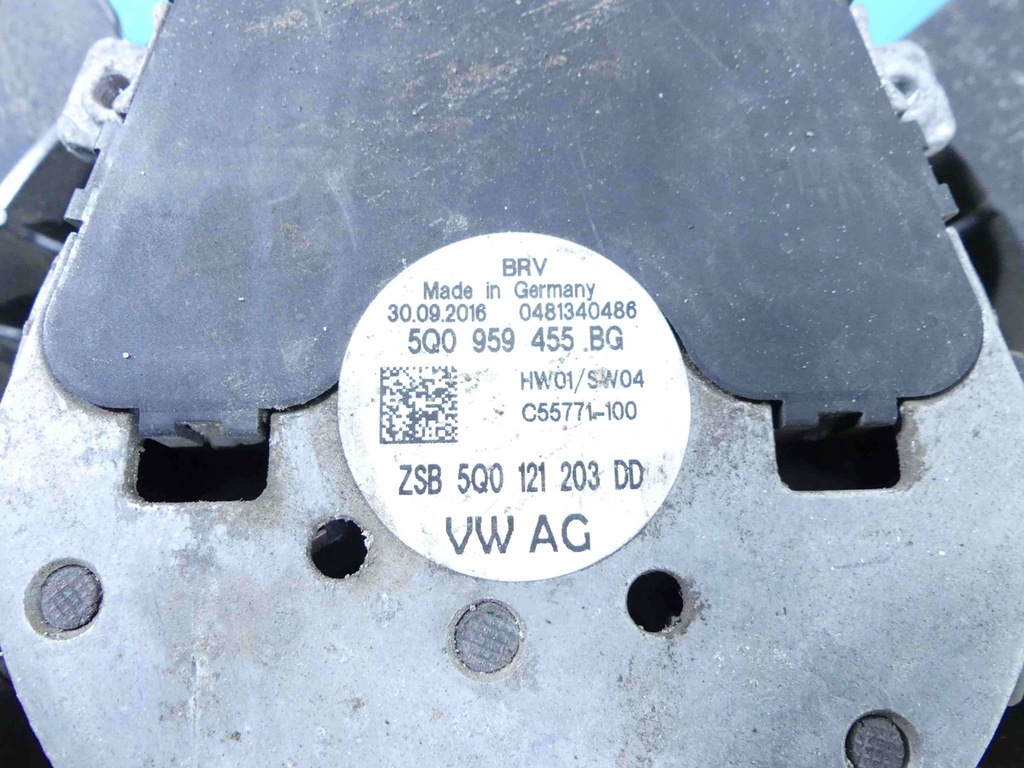 BRV
Made in Germany
30.09.2016 0481340486
5Q0 959 455 BG
HW01/SW04
C55771-100
ZSB 5Q0 121 203 DD
VW AG